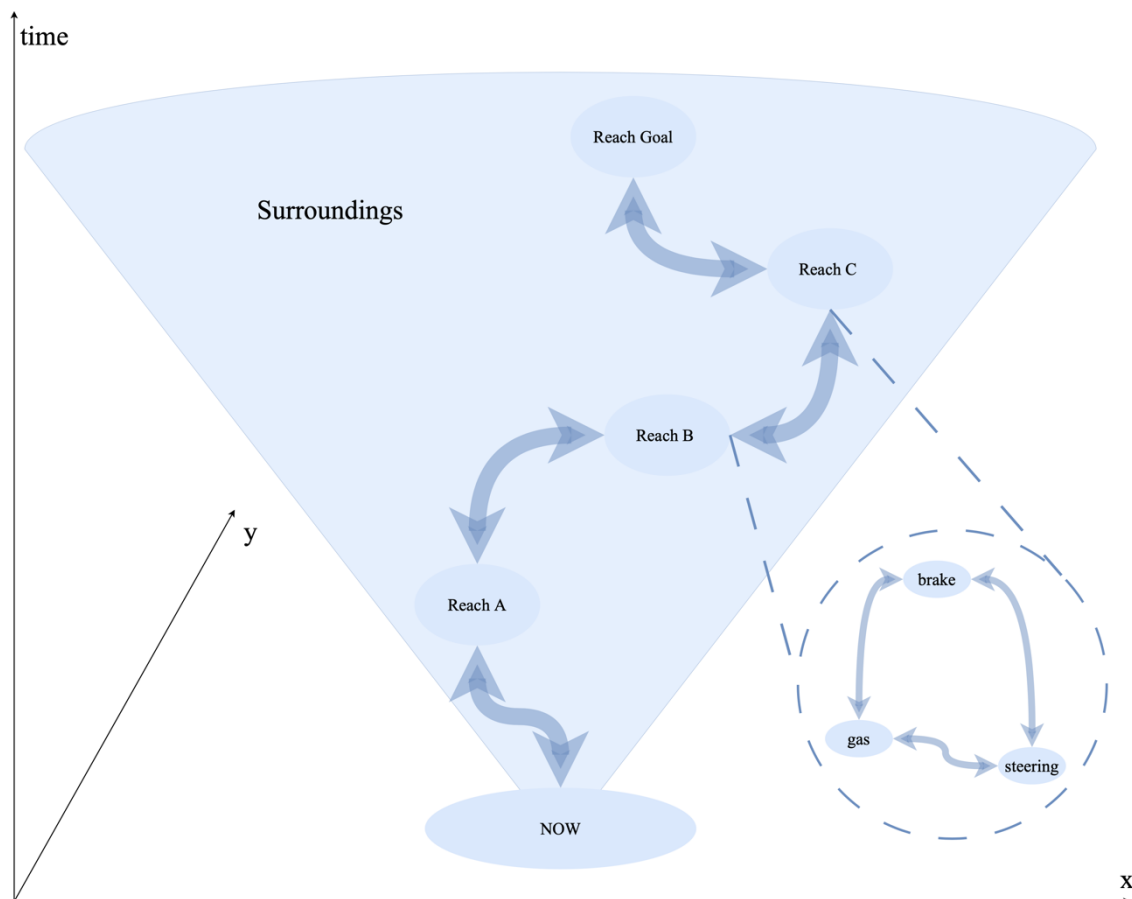 time
Reach Goal
Surroundings
Reach C
Reach B
y
brake
Reach A
gas
steering
NOW
x